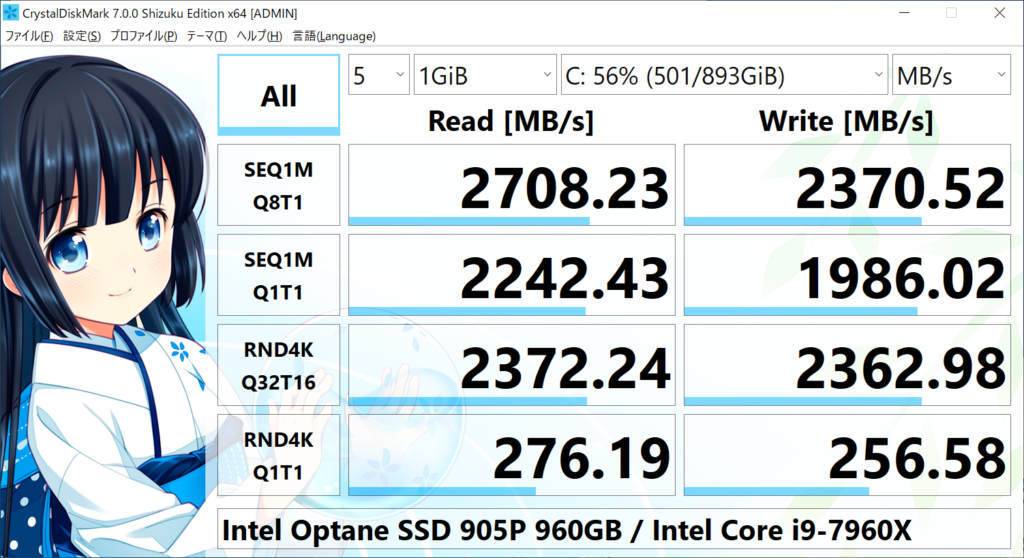 CrystalDiskMark 7.0.0 Shizuku Edition x64 [ADMIN]
ファイル(F) 設定(S) プロファイル(P) テーマ(T) ヘルプ(H) 言語(Language)
All 5 1GiB C: 56% (501/893GiB) MB/s
Read [MB/s] Write [MB/s]
SEQ1M
Q8T1 2708.23 2370.52
SEQ1M
Q1T1 2242.43 1986.02
RND4K
Q32T16 2372.24 2362.98
RND4K
Q1T1 276.19 256.58
Intel Optane SSD 905P 960GB / Intel Core i9-7960X